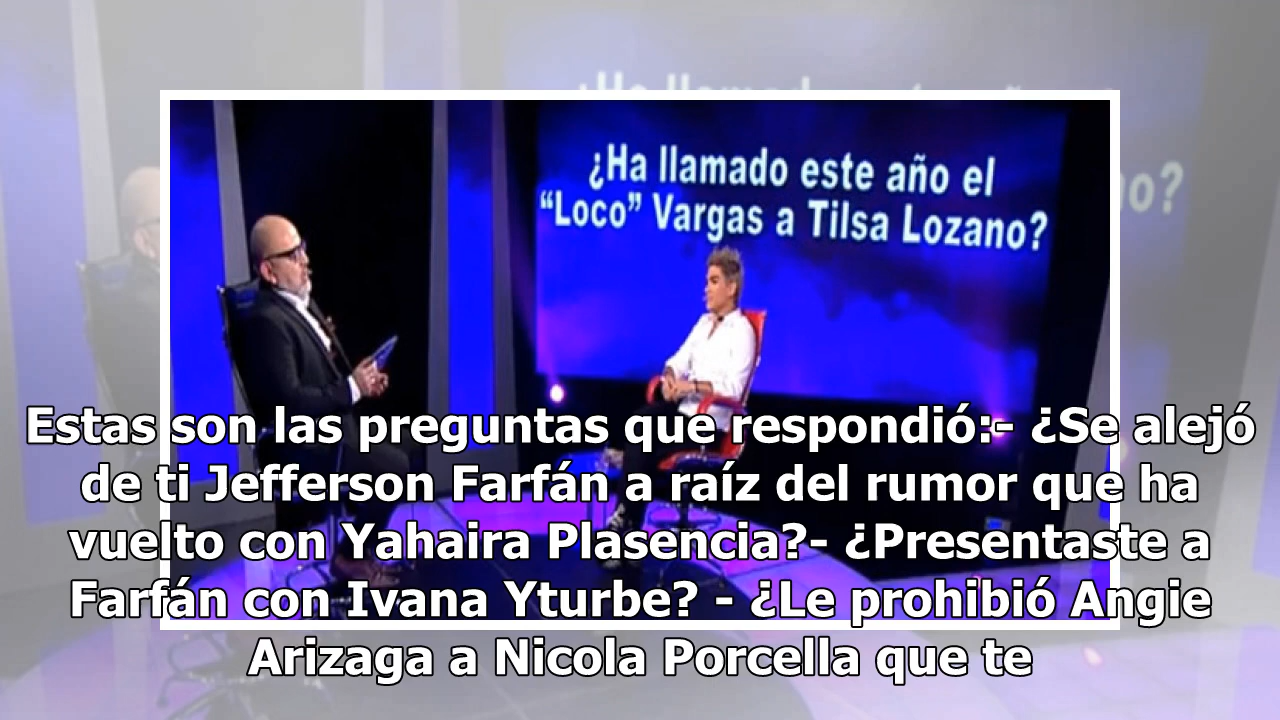 ¿Ha llamado este año el
“Loco” Vargas a Tilsa Lozano?
Estas son las preguntas que respondió:- ¿Se alejó
de ti Jefferson Farfán a raíz del rumor que ha
vuelto con Yahaira Plasencia?- ¿Presentaste a
Farfán con Ivana Yturbe? - ¿Le prohibió Angie
Arizaga a Nicola Porcella que te